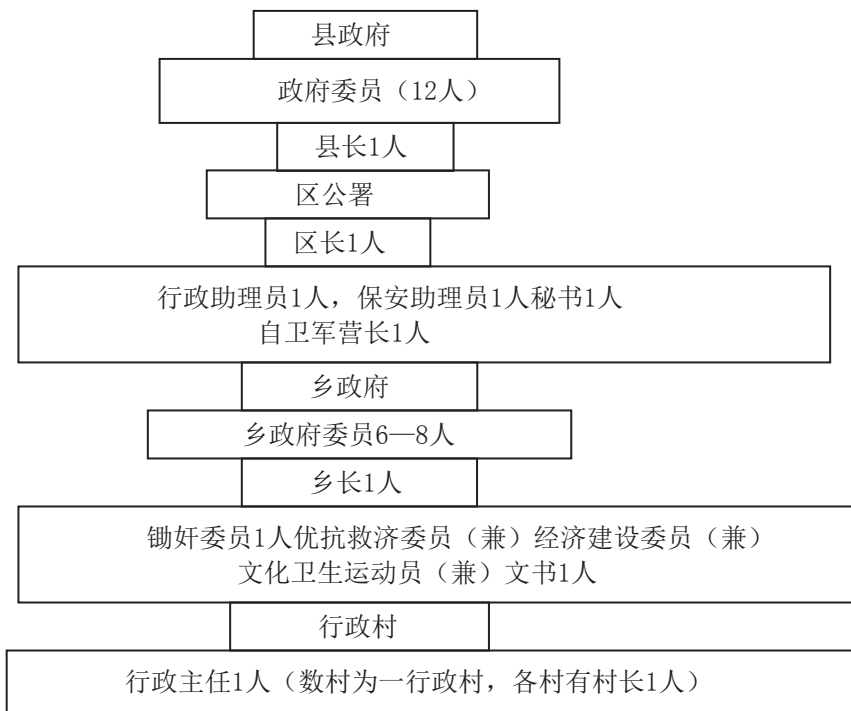 县政府
政府委员（12人）
县长1人
区公署
区长1人
行政助理员1人，保安助理员1人秘书1人
自卫军营长1人
乡政府
乡政府委员6—8人
乡长1人
锄奸委员1人优抗救济委员（兼）经济建设委员（兼）
文化卫生运动员（兼）文书1人
行政村
行政主任1人（数村为一行政村，各村有村长1人）